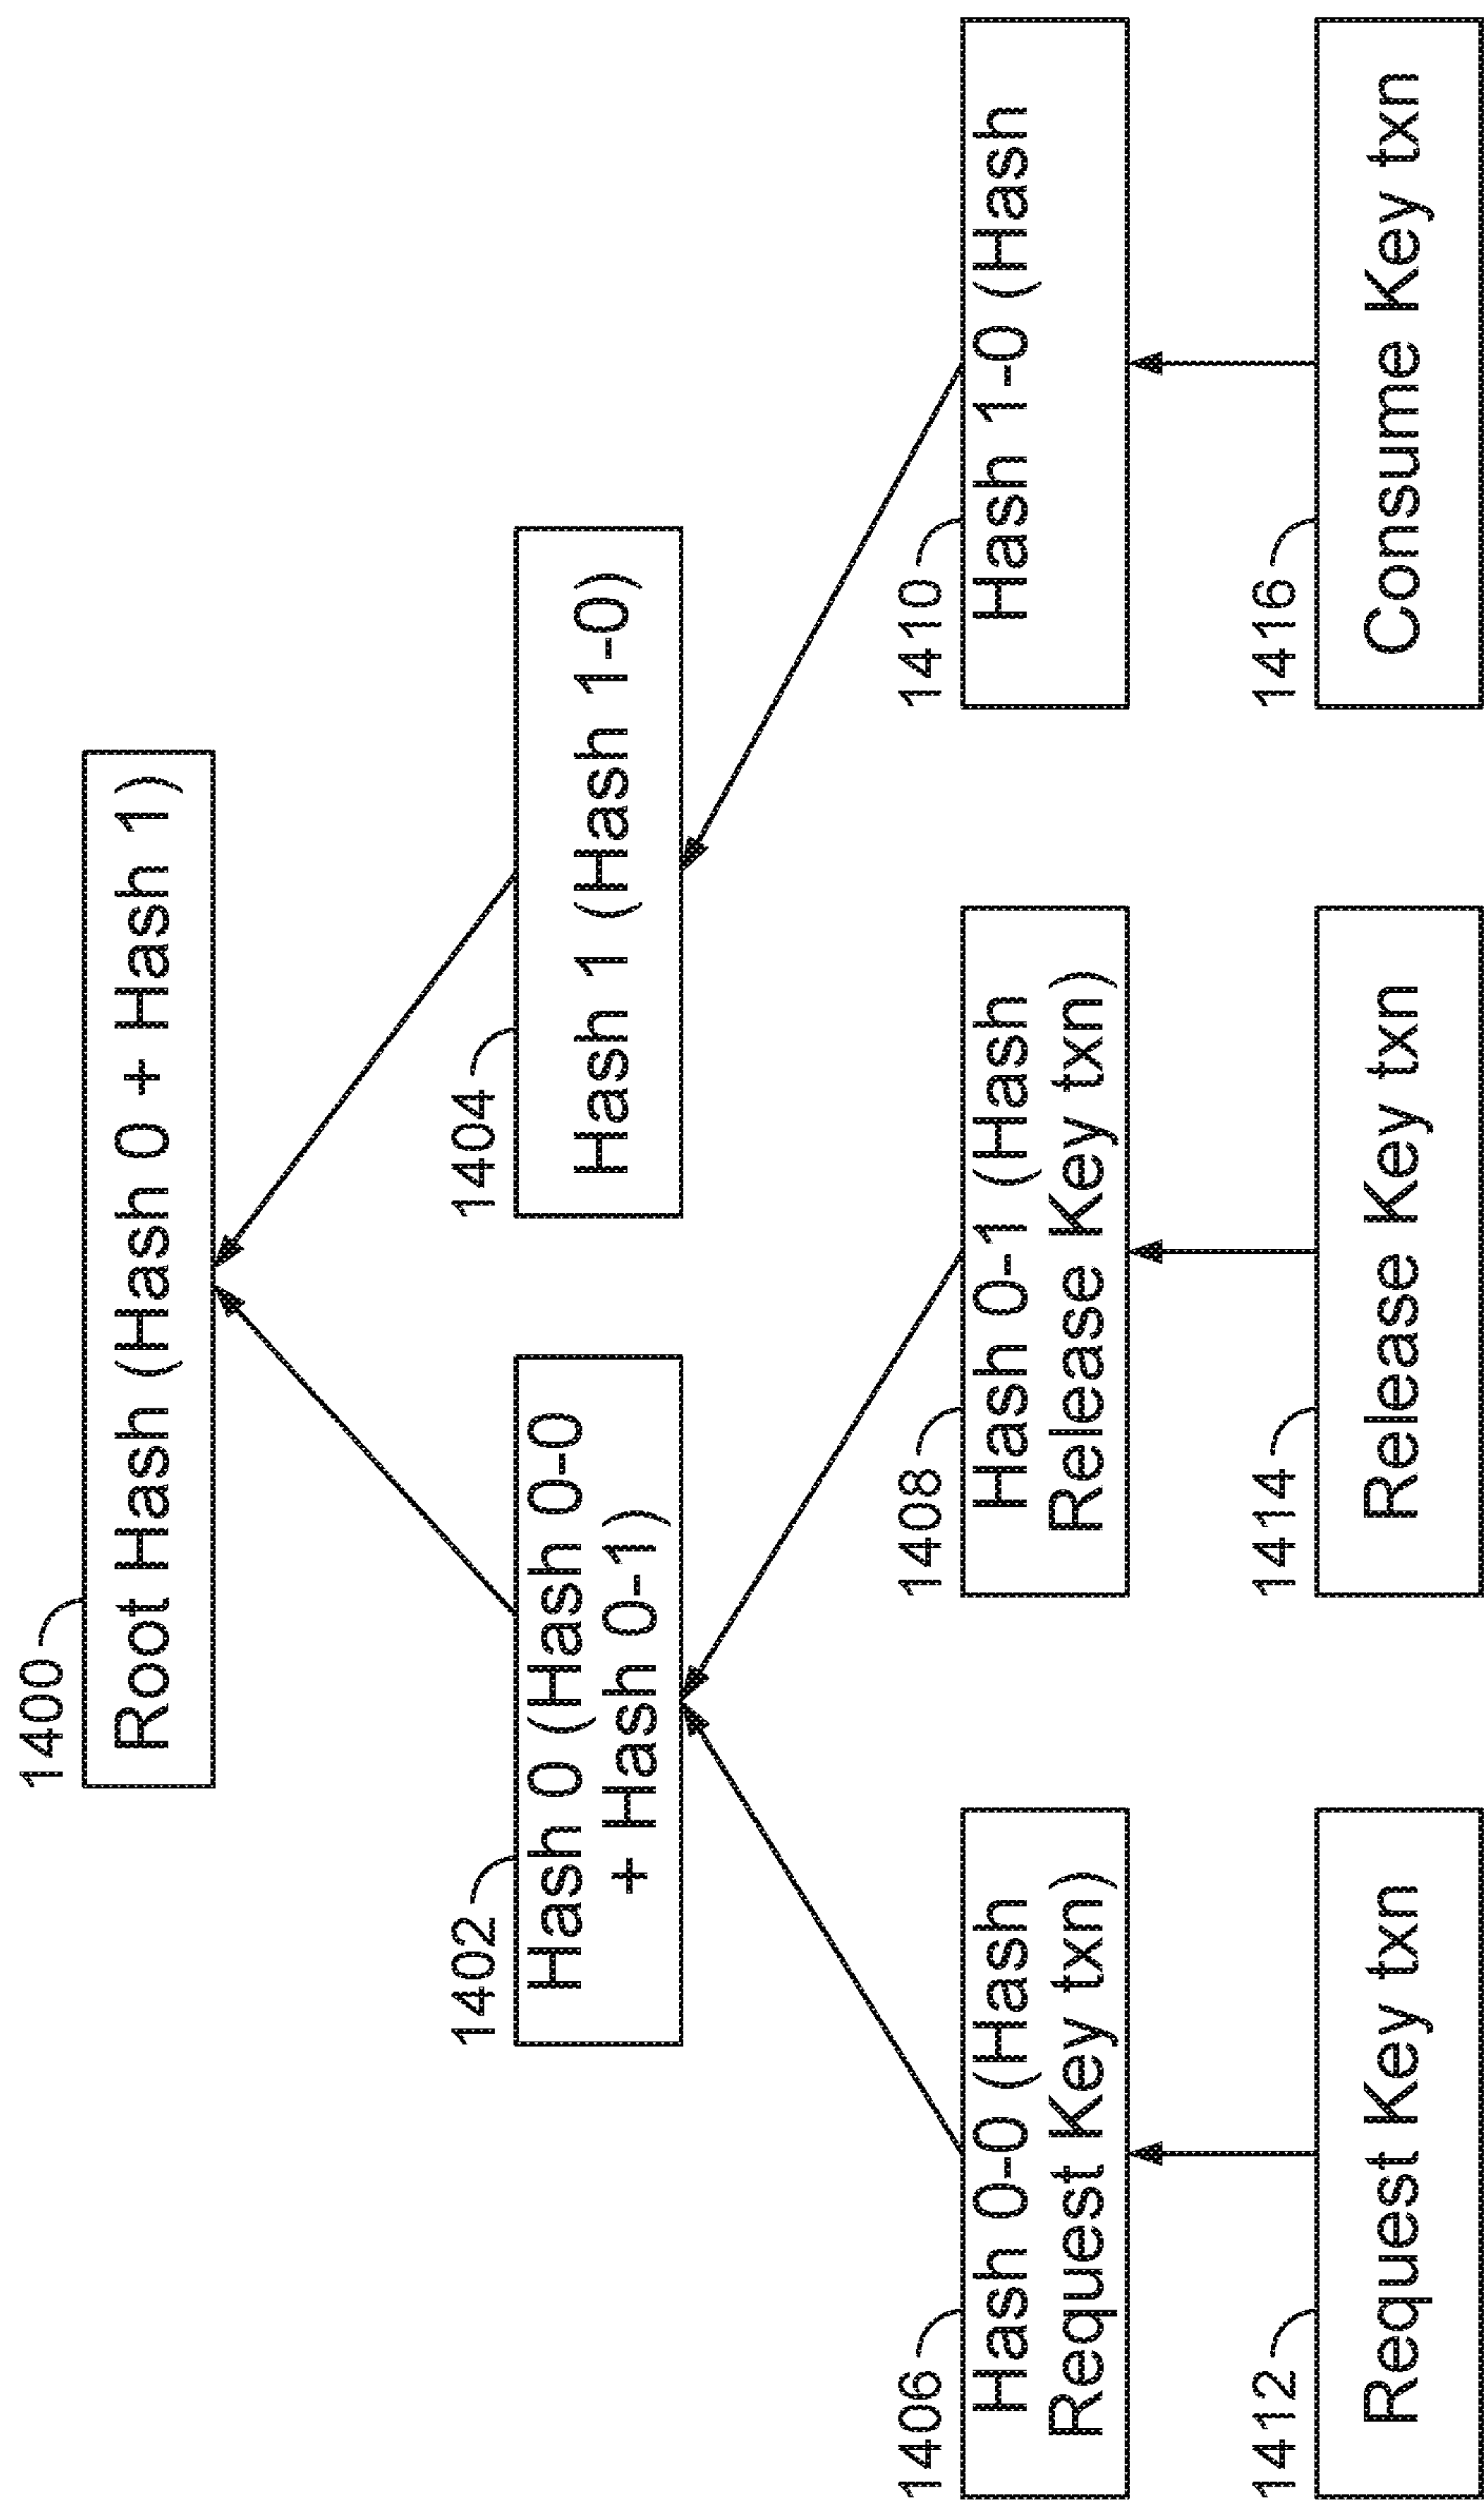 1400
Root Hash (Hash 0 + Hash 1)
1402
Hash 0 (Hash 0-0
+ Hash 0-1)
1404
Hash 1 (Hash 1-0)
1406
Hash 0-0 (Hash
Request Key txn)
1408
Hash 0-1 (Hash
Release Key txn)
1410
Hash 1-0 (Hash
1412
Request Key txn
1414
Release Key txn
1416
Consume Key txn